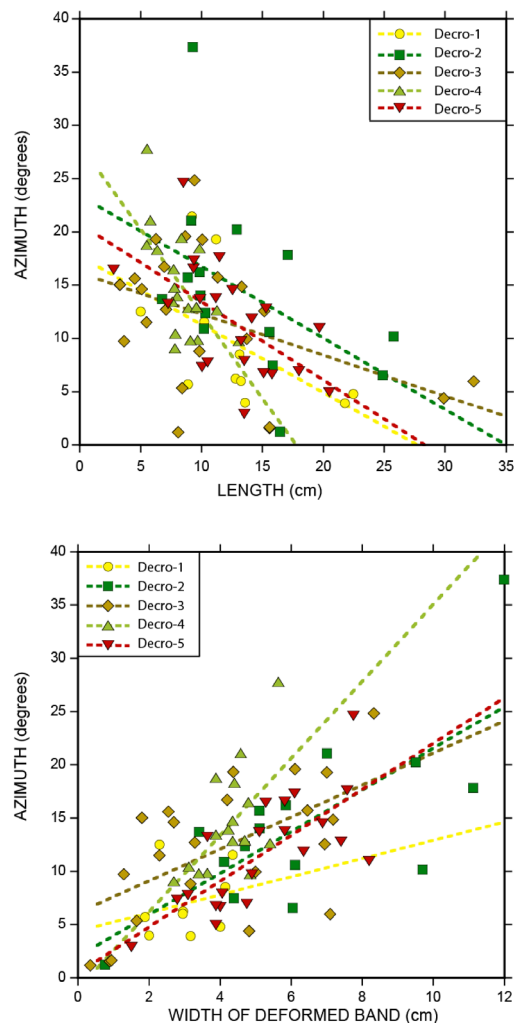 40
35
30
25
20
15
10
5
0
AZIMUTH (degrees)
Decro-1
Decro-2
Decro-3
Decro-4
Decro-5
0 5 10 15 20 25 30 35
LENGTH (cm)
40
35
30
25
20
15
10
5
0
AZIMUTH (degrees)
Decro-1
Decro-2
Decro-3
Decro-4
Decro-5
0 2 4 6 8 10 12
WIDTH OF DEFORMED BAND (cm)